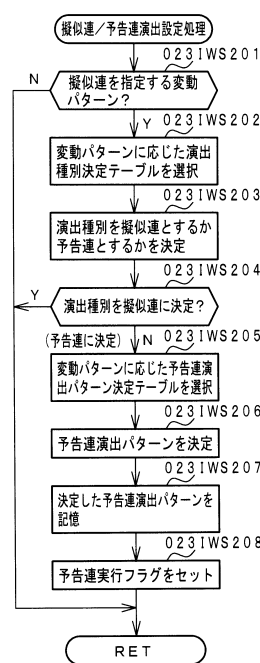 擬似連／予告連演出設定処理
023IWS201
N
擬似連を指定する変動
パターン？
Y
023IWS202
変動パターンに応じた演出
種別決定テーブルを選択
023IWS203
演出種別を擬似連とするか
予告連とするかを決定
023IWS204
Y
演出種別を擬似連に決定？
(予告連に決定)
N
023IWS205
変動パターンに応じた予告連演
出パターン決定テーブルを選択
023IWS206
予告連演出パターンを決定
023IWS207
決定した予告連演出パターンを
記憶
023IWS208
予告連実行フラグをセット
RET